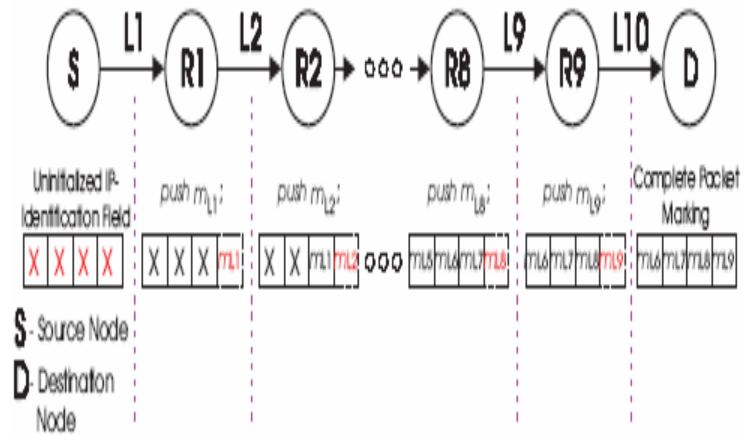 L1 L2 L9 L10
S R1 R2 ooo R8 R9 D
Uninitialized IP-
Identification Field
push mL1;
push mL2;
push mL8;
push mL9;
Complete Packet
Marking
X X X X
X X X mL1
X X mL1 mL2
ooo
mL5 mL6 mL7 mL8
mL6 mL7 mL8 mL9
mL6 mL7 mL8 mL9
S - Source Node
D - Destination
Node